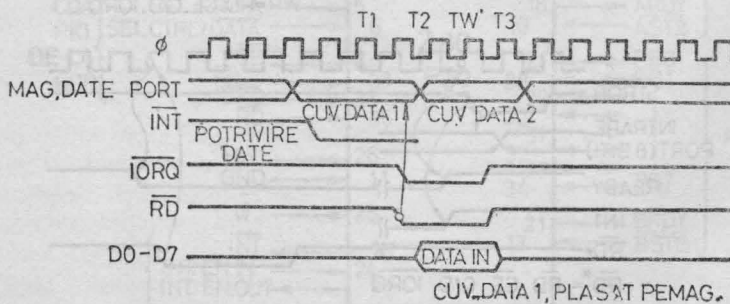 T1 T2 TW' T3
φ
MAG,DATE PORT
CUV.DATA 1 CUV DATA 2
INT
POTRIVIRE
DATE
IORQ
RD
D0-D7 DATA IN
CUV.DATA 1, PLASAT PEMAG.